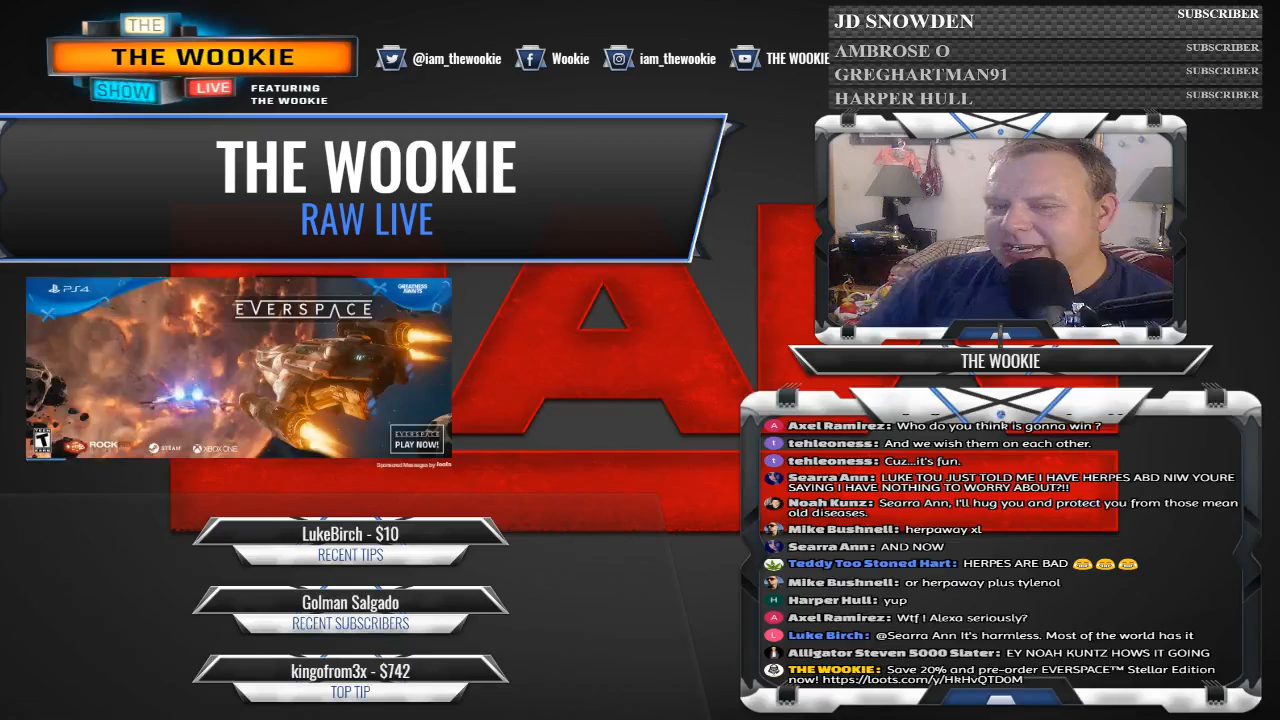 THE
THE WOOKIE
SHOW
LIVE
FEATURING
THE WOOKIE
@iam_thewookie
Wookie
iam_thewookie
THE WOOKIE
JD SNOWDEN SUBSCRIBER
AMBROSE O SUBSCRIBER
GREGHARTMAN91 SUBSCRIBER
HARPER HULL SUBSCRIBER
THE WOOKIE
RAW LIVE
PS4
GREATNESS
AWAITS
EVERSPACE
STEAM
XBOX ONE
EVERSPACE
PLAY NOW!
Sponsored Messages by loots
THE WOOKIE
LukeBirch - $10
RECENT TIPS
Golman Salgado
RECENT SUBSCRIBERS
kingofrom3x - $742
TOP TIP
Axel Ramirez: Who do you think is gonna win?
tehleoness: And we wish them on each other.
tehleoness: Cuz...it's fun.
Searra Ann: LUKE TOU JUST TOLD ME I HAVE HERPES ABD NIW YOURE
SAYING I HAVE NOTHING TO WORRY ABOUT?!!
Noah Kunz: Searra Ann, I'll hug you and protect you from those mean
old diseases.
Mike Bushnell: herpaway xl
Searra Ann: AND NOW
Teddy Too Stoned Hart: HERPES ARE BAD 😂😂😂
Mike Bushnell: or herpaway plus tylenol
Harper Hull: yup
Axel Ramirez: Wtf ! Alexa seriously?
Luke Birch: @Searra Ann It's harmless. Most of the world has it
Alligator Steven 5000 Slater: EY NOAH KUNTZ HOWS IT GOING
THE WOOKIE: Save 20% and pre-order EVERSPACE™ Stellar Edition
now! https://loots.com/y/HkHvQTD0M